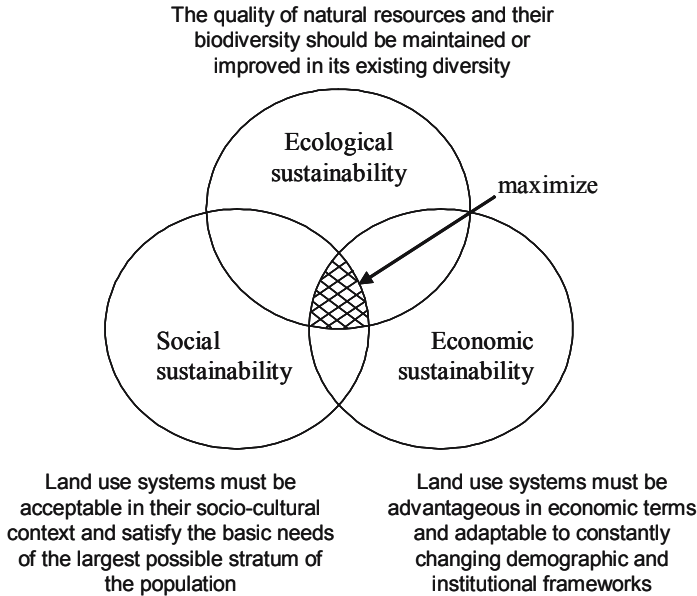 The quality of natural resources and their
biodiversity should be maintained or
improved in its existing diversity
Ecological
sustainability
maximize
Social
sustainability
Economic
sustainability
Land use systems must be
acceptable in their socio-cultural
context and satisfy the basic needs
of the largest possible stratum of
the population
Land use systems must be
advantageous in economic terms
and adaptable to constantly
changing demographic and
institutional frameworks